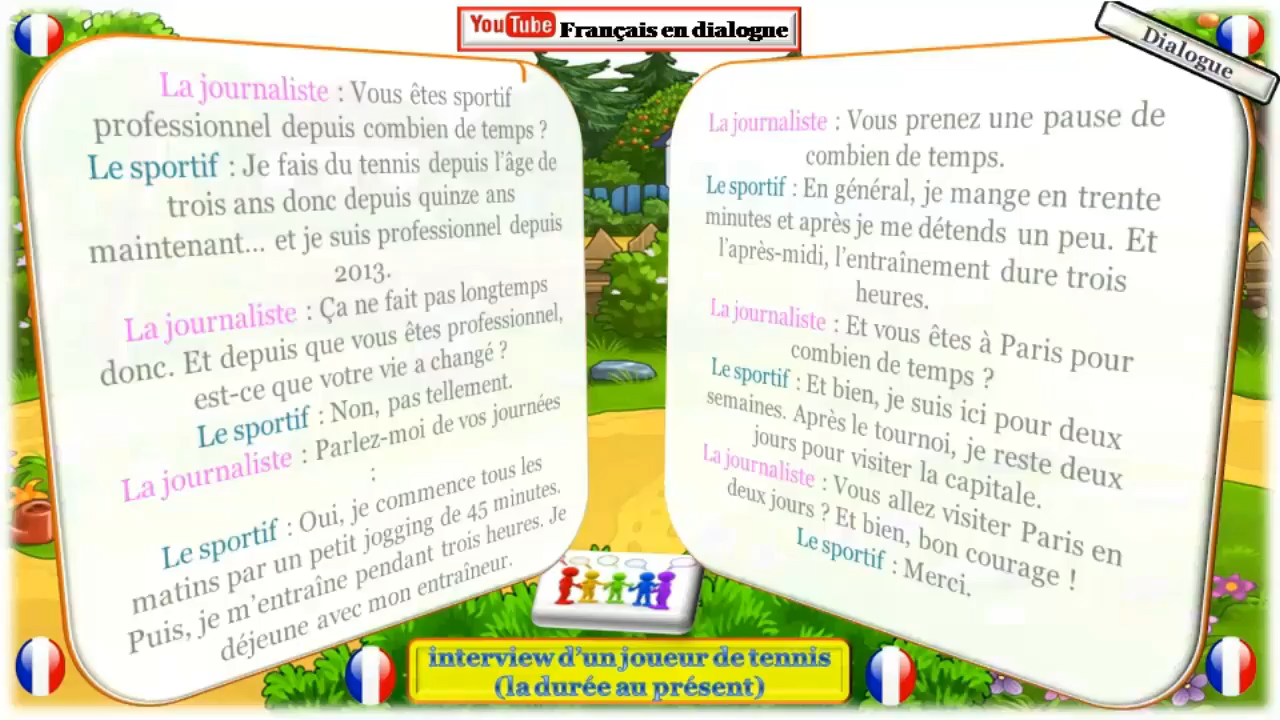 YouTube Français en dialogue
Dialogue
La journaliste : Vous êtes sportif
professionnel depuis combien de temps ?
Le sportif : Je fais du tennis depuis l'âge de
trois ans donc depuis quinze ans
maintenant... et je suis professionnel depuis
2013.
La journaliste : Ça ne fait pas longtemps
donc. Et depuis que vous êtes professionnel,
est-ce que votre vie a changé ?
Le sportif : Non, pas tellement.
La journaliste : Parlez-moi de vos journées
:
Le sportif : Oui, je commence tous les
matins par un petit jogging de 45 minutes.
Puis, je m'entraîne pendant trois heures. Je
déjeune avec mon entraîneur.
La journaliste : Vous prenez une pause de
combien de temps.
Le sportif : En général, je mange en trente
minutes et après je me détends un peu. Et
l'après-midi, l'entraînement dure trois
heures.
La journaliste : Et vous êtes à Paris pour
combien de temps ?
Le sportif : Et bien, je suis ici pour deux
semaines. Après le tournoi, je reste deux
jours pour visiter la capitale.
La journaliste : Vous allez visiter Paris en
deux jours ? Et bien, bon courage !
Le sportif : Merci.
interview d'un joueur de tennis
(la durée au présent)